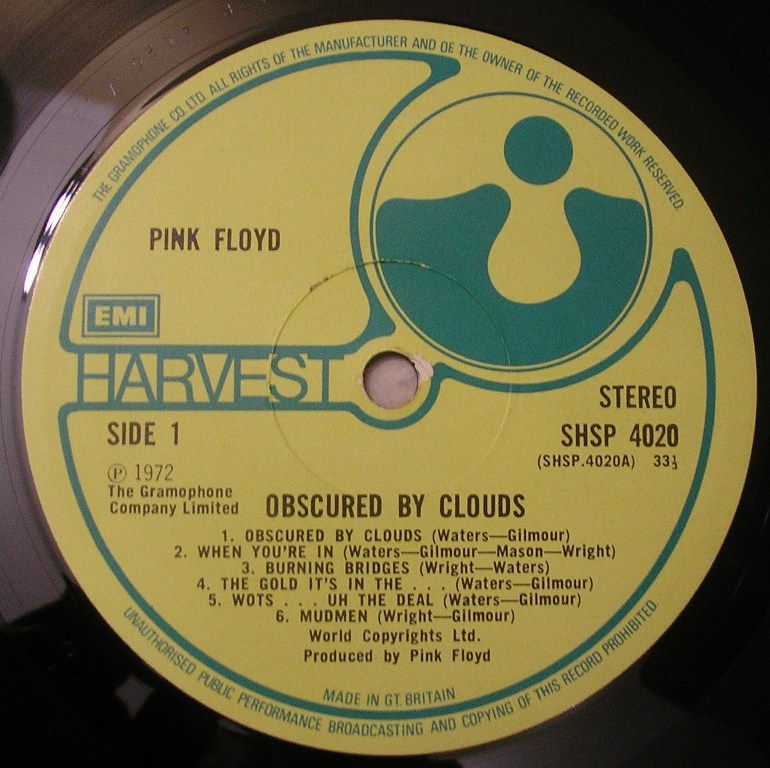 THE GRAMOPHONE CO. LTD. ALL RIGHTS OF THE MANUFACTURER AND OF THE OWNER OF THE RECORDED WORK RESERVED.
PINK FLOYD
EMI
HARVEST
STEREO
SIDE 1
SHSP 4020
(SHSP.4020A) 33⅓
Ⓟ 1972
The Gramophone
Company Limited
OBSCURED BY CLOUDS
1. OBSCURED BY CLOUDS (Waters—Gilmour)
2. WHEN YOU'RE IN (Waters—Gilmour—Mason—Wright)
3. BURNING BRIDGES (Wright—Waters)
4. THE GOLD IT'S IN THE . . . (Waters—Gilmour)
5. WOTS . . . UH THE DEAL (Waters—Gilmour)
6. MUDMEN (Wright—Gilmour)
World Copyrights Ltd.
Produced by Pink Floyd
MADE IN GT. BRITAIN
UNAUTHORISED PUBLIC PERFORMANCE BROADCASTING AND COPYING OF THIS RECORD PROHIBITED.